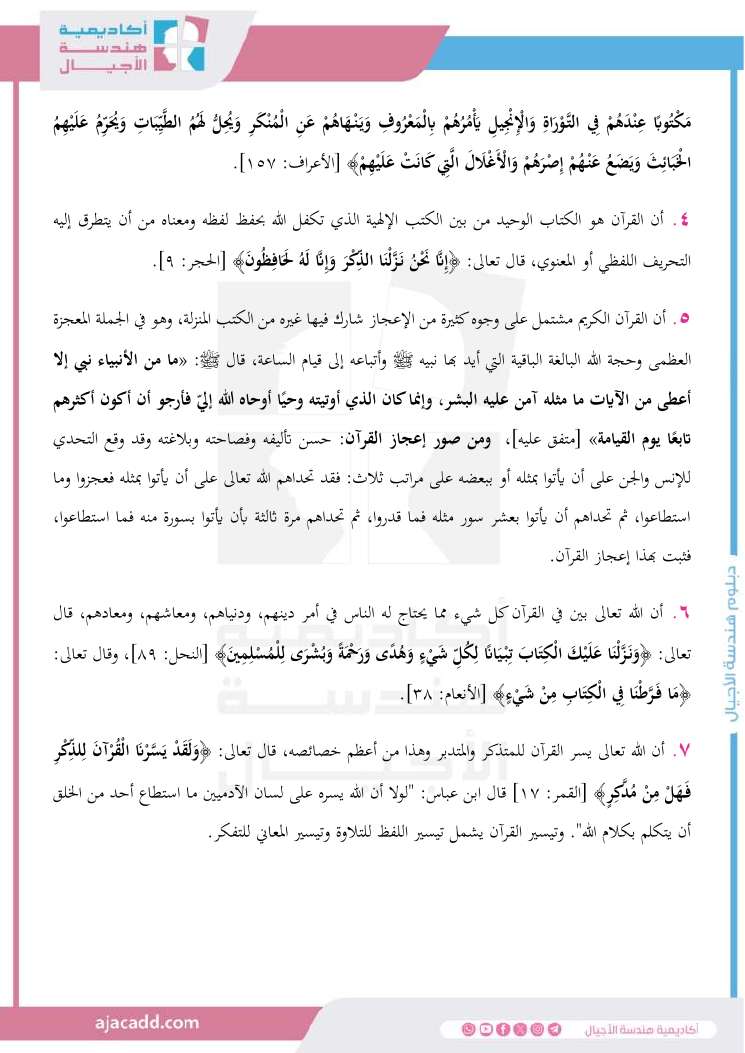 أكاديمية
هندسة
الأجيال
مَكْتُوبًا عِنْدَهُمْ فِي التَّوْرَاةِ وَالْإِنْجِيلِ يَأْمُرُهُمْ بِالْمَعْرُوفِ وَيَنْهَاهُمْ عَنِ الْمُنْكَرِ وَيُحِلُّ لَهُمُ الطَّيِّبَاتِ وَيُحَرِّمُ عَلَيْهِمُ
الْخَبَائِثَ وَيَضَعُ عَنْهُمْ إِصْرَهُمْ وَالْأَغْلَالَ الَّتِي كَانَتْ عَلَيْهِمْ﴾ [الأعراف: ١٥٧].
٤. أن القرآن هو الكتاب الوحيد من بين الكتب الإلهية الذي تكفل الله بحفظ لفظه ومعناه من أن يتطرق إليه
التحريف اللفظي أو المعنوي، قال تعالى: ﴿إِنَّا نَحْنُ نَزَّلْنَا الذِّكْرَ وَإِنَّا لَهُ لَحَافِظُونَ﴾ [الحجر: ٩].
٥. أن القرآن الكريم مشتمل على وجوه كثيرة من الإعجاز شارك فيها غيره من الكتب المنزلة، وهو في الجملة المعجزة
العظمى وحجة الله البالغة الباقية التي أيد بها نبيه ﷺ وأتباعه إلى قيام الساعة، قال ﷺ: «ما من الأنبياء نبي إلا
أعطى من الآيات ما مثله آمن عليه البشر، وإنما كان الذي أوتيته وحيًا أوحاه الله إليّ فأرجو أن أكون أكثرهم
تابعًا يوم القيامة» [متفق عليه]، ومن صور إعجاز القرآن: حسن تأليفه وفصاحته وبلاغته وقد وقع التحدي
للإنس والجن على أن يأتوا بمثله أو ببعضه على مراتب ثلاث: فقد تحداهم الله تعالى على أن يأتوا بمثله فعجزوا وما
استطاعوا، ثم تحداهم أن يأتوا بعشر سور مثله فما قدروا، ثم تحداهم مرة ثالثة بأن يأتوا بسورة منه فما استطاعوا،
فثبت بهذا إعجاز القرآن.
٦. أن الله تعالى بين في القرآن كل شيء مما يحتاج له الناس في أمر دينهم، ودنياهم، ومعاشهم، ومعادهم، قال
تعالى: ﴿وَنَزَّلْنَا عَلَيْكَ الْكِتَابَ تِبْيَانًا لِكُلِّ شَيْءٍ وَهُدًى وَرَحْمَةً وَبُشْرَى لِلْمُسْلِمِينَ﴾ [النحل: ٨٩]، وقال تعالى:
﴿مَا فَرَّطْنَا فِي الْكِتَابِ مِنْ شَيْءٍ﴾ [الأنعام: ٣٨].
٧. أن الله تعالى يسر القرآن للمتذكر والمتدبر وهذا من أعظم خصائصه، قال تعالى: ﴿وَلَقَدْ يَسَّرْنَا الْقُرْآنَ لِلذِّكْرِ
فَهَلْ مِنْ مُدَّكِرٍ﴾ [القمر: ١٧] قال ابن عباس: "لولا أن الله يسره على لسان الآدميين ما استطاع أحد من الخلق
أن يتكلم بكلام الله". وتيسير القرآن يشمل تيسير اللفظ للتلاوة وتيسير المعاني للتفكر.
دبلوم هندسة الأجيال
أكاديمية هندسة الأجيال
ajacadd.com